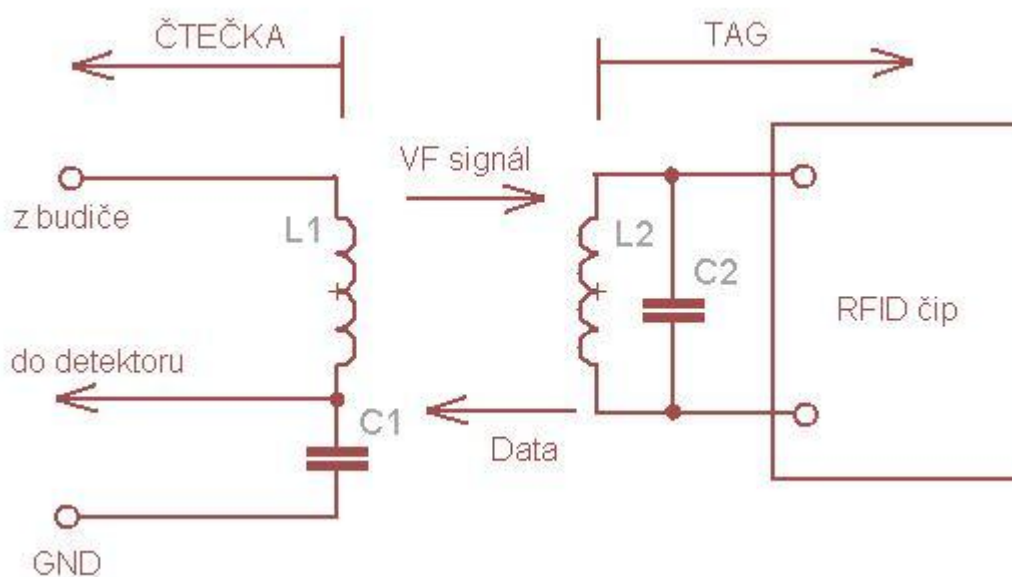 ČTEČKA
TAG
VF signál
z budiče
L1
L2
C2
RFID čip
do detektoru
C1
Data
GND